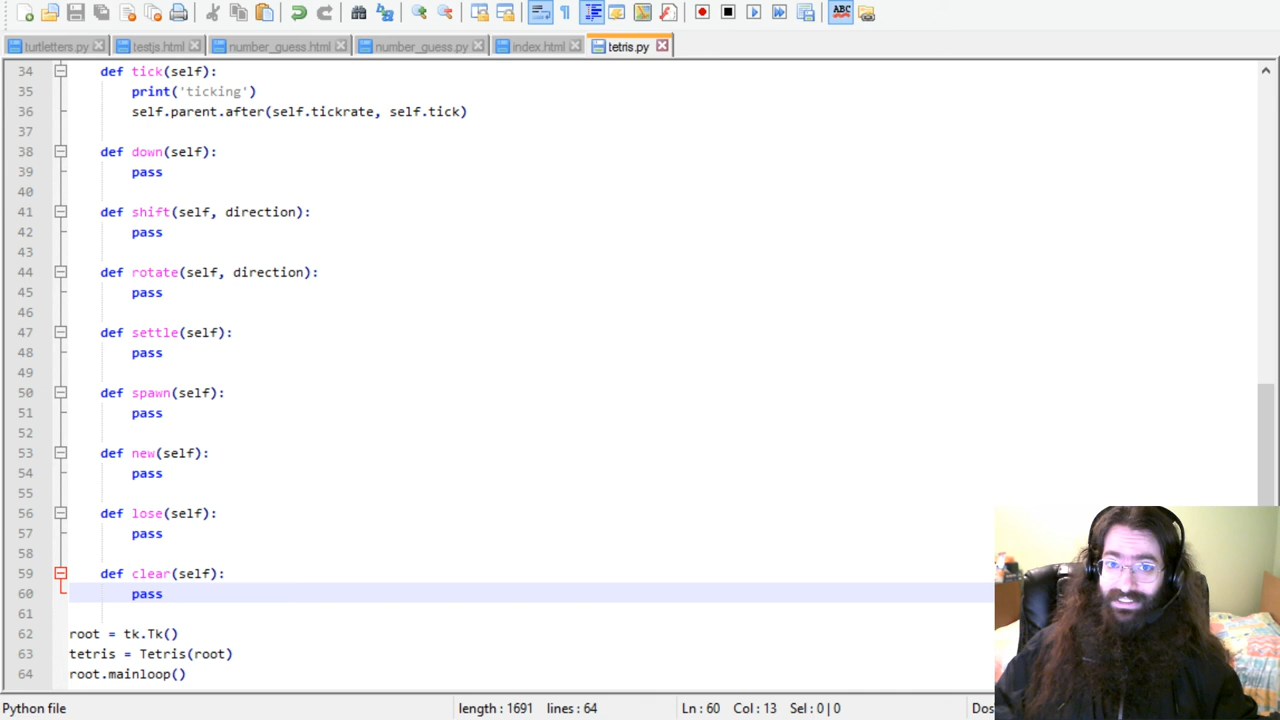 ABC
turtletters.py testjs.html number_guess.html number_guess.py index.html tetris.py
34 def tick(self):
35 print('ticking')
36 self.parent.after(self.tickrate, self.tick)
37
38 def down(self):
39 pass
40
41 def shift(self, direction):
42 pass
43
44 def rotate(self, direction):
45 pass
46
47 def settle(self):
48 pass
49
50 def spawn(self):
51 pass
52
53 def new(self):
54 pass
55
56 def lose(self):
57 pass
58
59 def clear(self):
60 pass
61
62 root = tk.Tk()
63 tetris = Tetris(root)
64 root.mainloop()
Python file length : 1691 lines : 64 Ln : 60 Col : 13 Sel : 0 | 0 Dos